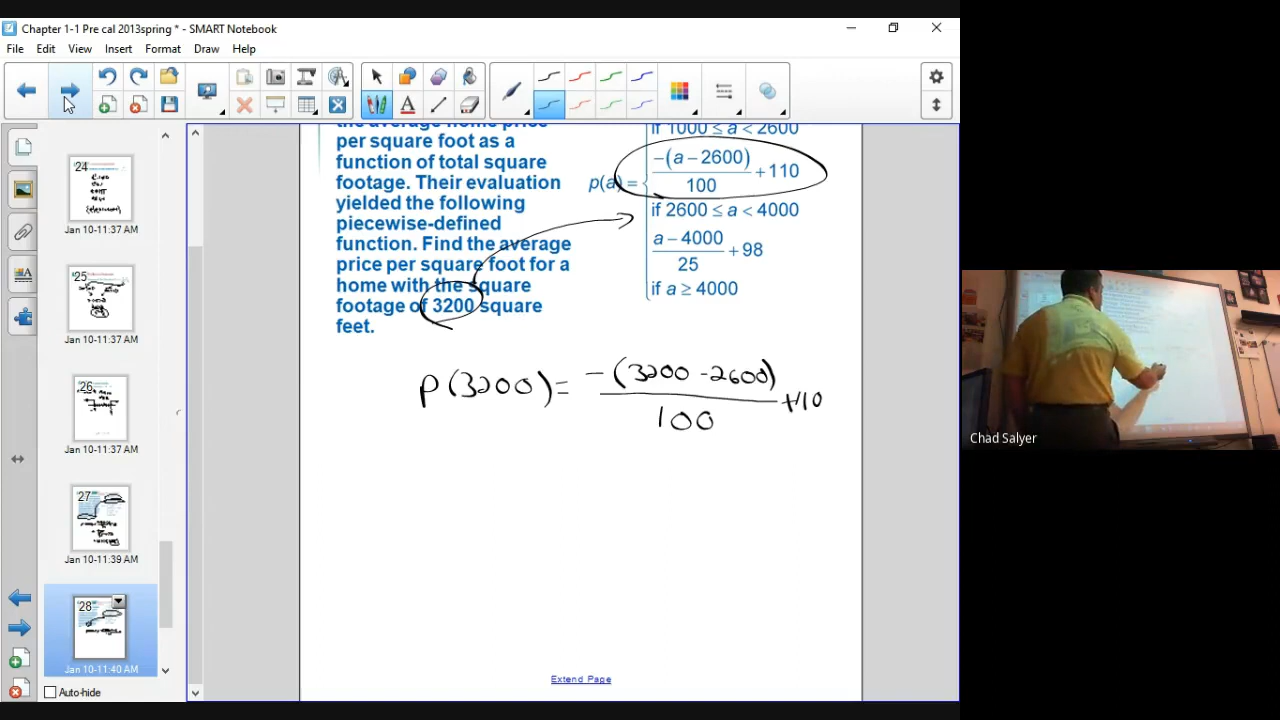 Chapter 1-1 Pre cal 2013spring * - SMART Notebook
File Edit View Insert Format Draw Help
24
Jan 10-11:37 AM
25
Jan 10-11:37 AM
26
Jan 10-11:37 AM
27
Jan 10-11:39 AM
28
Jan 10-11:40 AM
Auto-hide
the average home price
per square foot as a
function of total square
footage. Their evaluation
yielded the following
piecewise-defined
function. Find the average
price per square foot for a
home with the square
footage of 3200 square
feet.
if 1000 ≤ a < 2600
p(a) = { -(a - 2600)
100
+ 110
if 2600 ≤ a < 4000
a - 4000
25
+ 98
if a ≥ 4000
P(3200) = -(3200 - 2600)
100
+110
Extend Page
Chad Salyer